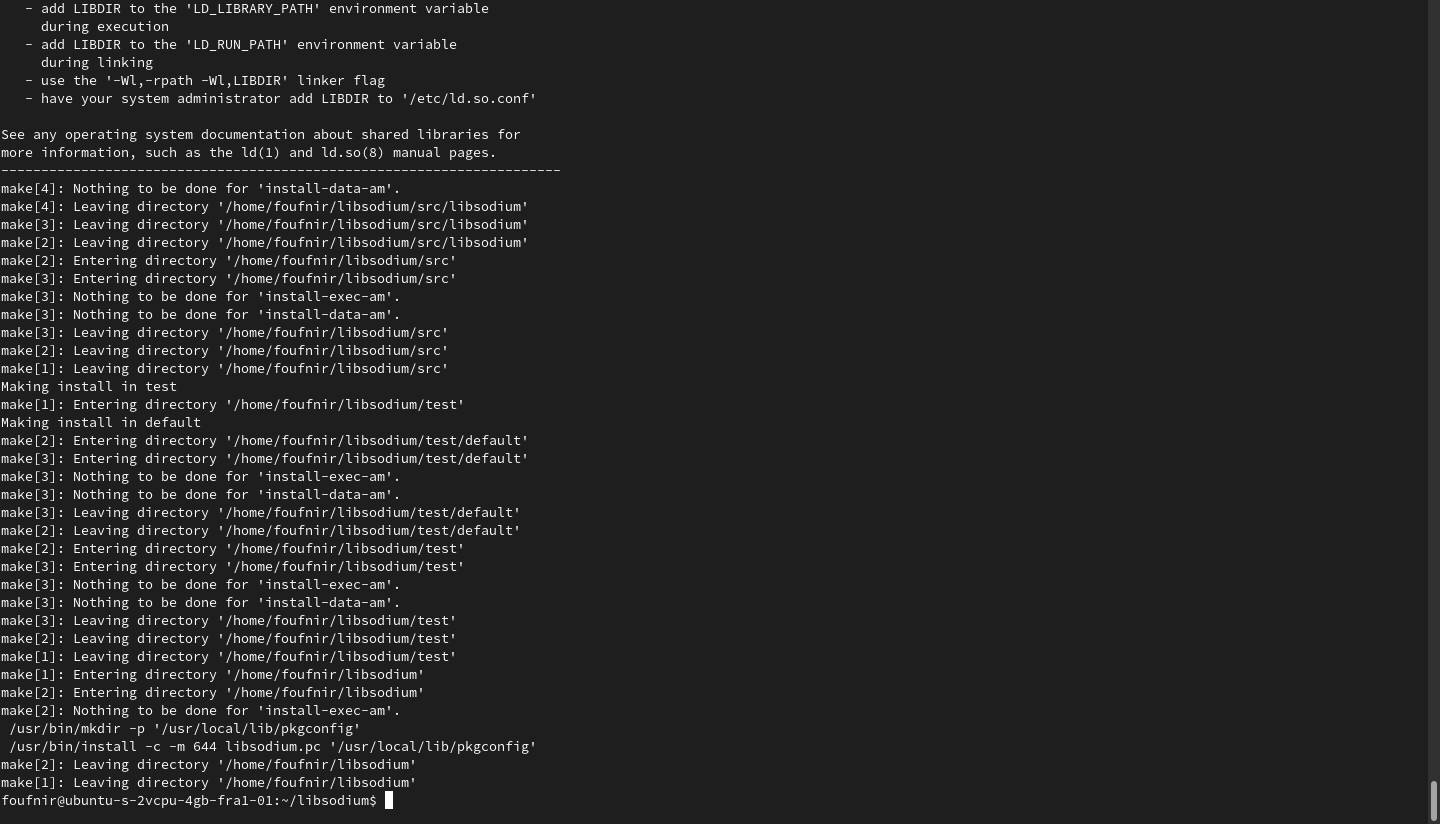 - add LIBDIR to the 'LD_LIBRARY_PATH' environment variable
during execution
- add LIBDIR to the 'LD_RUN_PATH' environment variable
during linking
- use the '-Wl,-rpath -Wl,LIBDIR' linker flag
- have your system administrator add LIBDIR to '/etc/ld.so.conf'
See any operating system documentation about shared libraries for
more information, such as the ld(1) and ld.so(8) manual pages.
----------------------------------------------------------------------
make[4]: Nothing to be done for 'install-data-am'.
make[4]: Leaving directory '/home/foufnir/libsodium/src/libsodium'
make[3]: Leaving directory '/home/foufnir/libsodium/src/libsodium'
make[2]: Leaving directory '/home/foufnir/libsodium/src/libsodium'
make[2]: Entering directory '/home/foufnir/libsodium/src'
make[3]: Entering directory '/home/foufnir/libsodium/src'
make[3]: Nothing to be done for 'install-exec-am'.
make[3]: Nothing to be done for 'install-data-am'.
make[3]: Leaving directory '/home/foufnir/libsodium/src'
make[2]: Leaving directory '/home/foufnir/libsodium/src'
make[1]: Leaving directory '/home/foufnir/libsodium/src'
Making install in test
make[1]: Entering directory '/home/foufnir/libsodium/test'
Making install in default
make[2]: Entering directory '/home/foufnir/libsodium/test/default'
make[3]: Entering directory '/home/foufnir/libsodium/test/default'
make[3]: Nothing to be done for 'install-exec-am'.
make[3]: Nothing to be done for 'install-data-am'.
make[3]: Leaving directory '/home/foufnir/libsodium/test/default'
make[2]: Leaving directory '/home/foufnir/libsodium/test/default'
make[2]: Entering directory '/home/foufnir/libsodium/test'
make[3]: Entering directory '/home/foufnir/libsodium/test'
make[3]: Nothing to be done for 'install-exec-am'.
make[3]: Nothing to be done for 'install-data-am'.
make[3]: Leaving directory '/home/foufnir/libsodium/test'
make[2]: Leaving directory '/home/foufnir/libsodium/test'
make[1]: Leaving directory '/home/foufnir/libsodium/test'
make[1]: Entering directory '/home/foufnir/libsodium'
make[2]: Entering directory '/home/foufnir/libsodium'
make[2]: Nothing to be done for 'install-exec-am'.
/usr/bin/mkdir -p '/usr/local/lib/pkgconfig'
/usr/bin/install -c -m 644 libsodium.pc '/usr/local/lib/pkgconfig'
make[2]: Leaving directory '/home/foufnir/libsodium'
make[1]: Leaving directory '/home/foufnir/libsodium'
foufnir@ubuntu-s-2vcpu-4gb-fra1-01:~/libsodium$